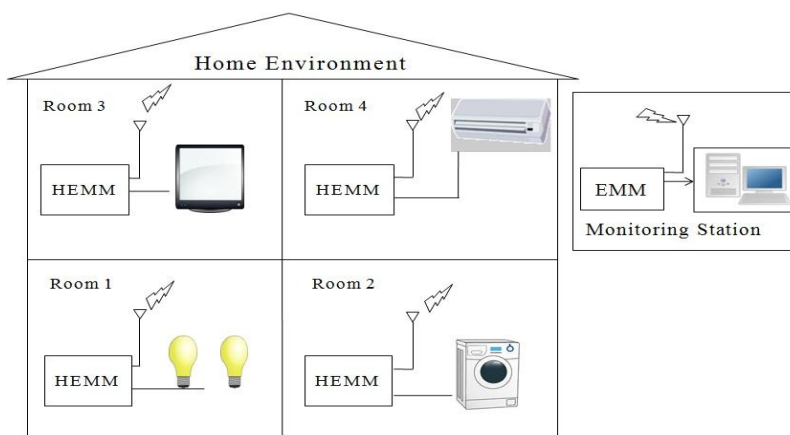 Home Environment
Room 3
HEMM
Room 4
HEMM
EMM
Monitoring Station
Room 1
HEMM
Room 2
HEMM